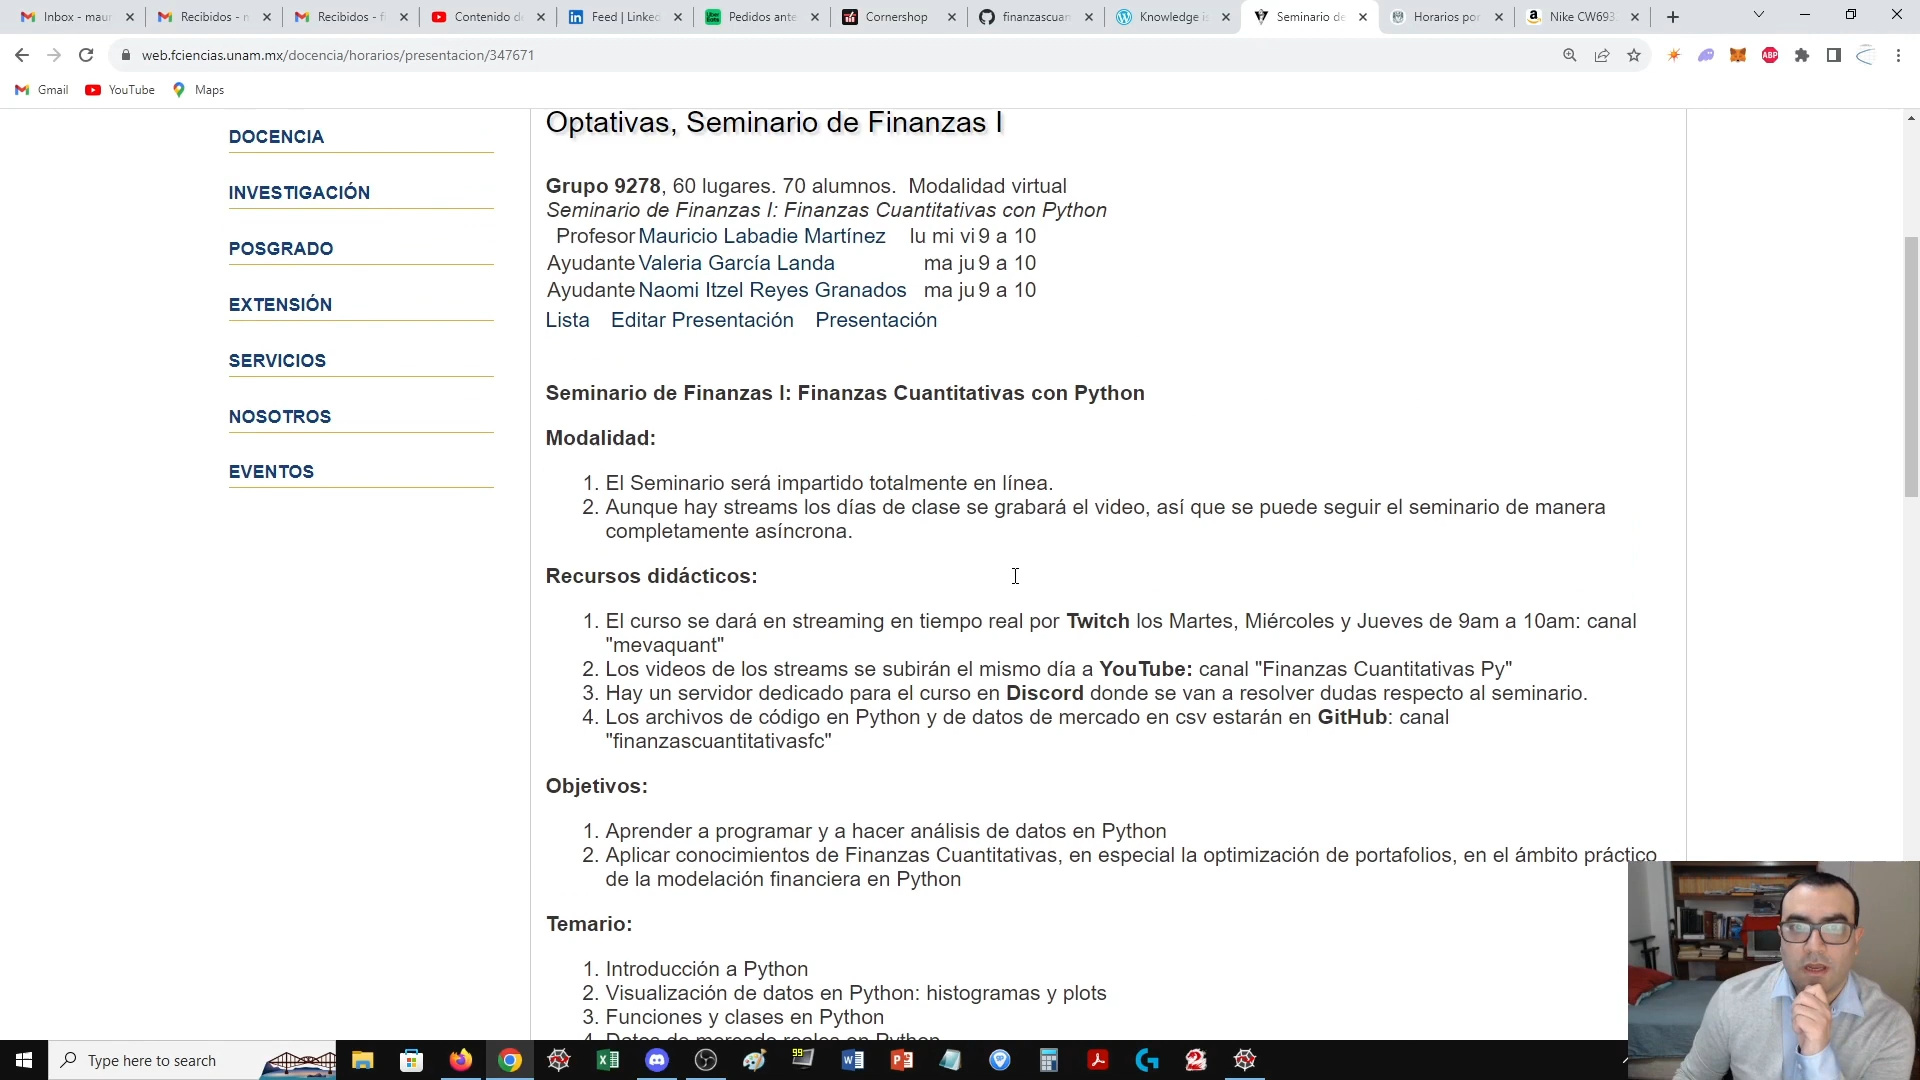 Inbox - maur
Recibidos - m
Recibidos - f
Contenido de
Feed | Linked
Pedidos ante
Cornershop
finanzascuan
Knowledge is
Seminario de
Horarios por
Nike CW693
web.fciencias.unam.mx/docencia/horarios/presentacion/347671
Gmail
YouTube
Maps
DOCENCIA
INVESTIGACIÓN
POSGRADO
EXTENSIÓN
SERVICIOS
NOSOTROS
EVENTOS
Optativas, Seminario de Finanzas I
Grupo 9278, 60 lugares. 70 alumnos. Modalidad virtual
Seminario de Finanzas I: Finanzas Cuantitativas con Python
Profesor Mauricio Labadie Martínez lu mi vi 9 a 10
Ayudante Valeria García Landa ma ju 9 a 10
Ayudante Naomi Itzel Reyes Granados ma ju 9 a 10
Lista Editar Presentación Presentación
Seminario de Finanzas I: Finanzas Cuantitativas con Python
Modalidad:
1. El Seminario será impartido totalmente en línea.
2. Aunque hay streams los días de clase se grabará el video, así que se puede seguir el seminario de manera
completamente asíncrona.
Recursos didácticos:
1. El curso se dará en streaming en tiempo real por Twitch los Martes, Miércoles y Jueves de 9am a 10am: canal
"mevaquant"
2. Los videos de los streams se subirán el mismo día a YouTube: canal "Finanzas Cuantitativas Py"
3. Hay un servidor dedicado para el curso en Discord donde se van a resolver dudas respecto al seminario.
4. Los archivos de código en Python y de datos de mercado en csv estarán en GitHub: canal
"finanzascuantitativasfc"
Objetivos:
1. Aprender a programar y a hacer análisis de datos en Python
2. Aplicar conocimientos de Finanzas Cuantitativas, en especial la optimización de portafolios, en el ámbito práctico
de la modelación financiera en Python
Temario:
1. Introducción a Python
2. Visualización de datos en Python: histogramas y plots
3. Funciones y clases en Python
4. Datos de mercado reales en Python
Type here to search